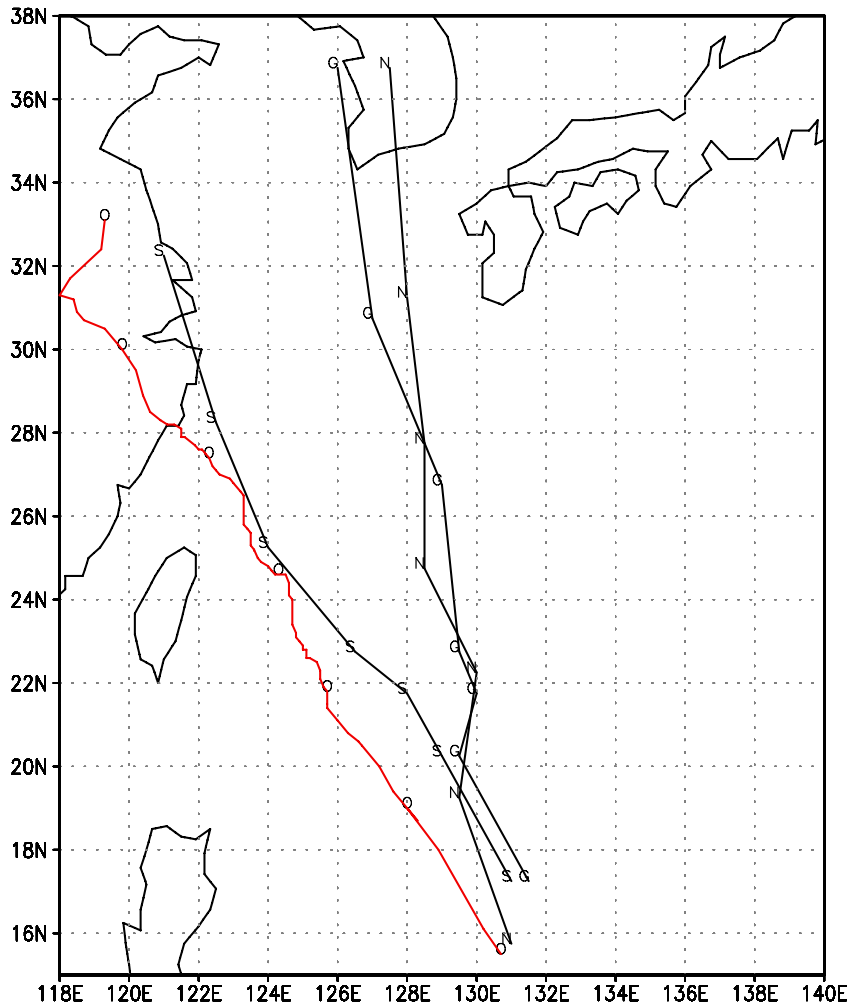 38N
G N
36N
34N
O
S
32N
N
G
O
30N
S
28N
N
O
G
26N
S
N
O
24N
S G
N
22N
O S G
S G
20N
N
O
18N
S G
16N
N
O
118E 120E 122E 124E 126E 128E 130E 132E 134E 136E 138E 140E